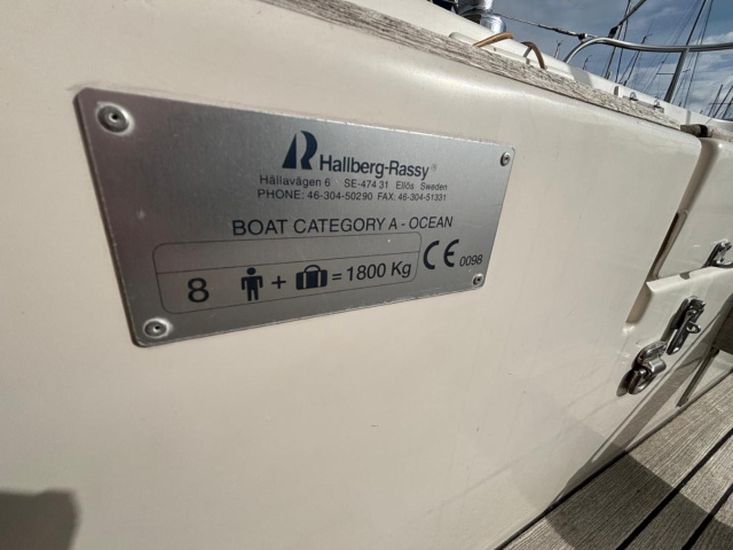 Hallberg-Rassy®
Hällavägen 6 SE-474 31 Ellös Sweden
PHONE: 46-304-50290 FAX: 46-304-51331
BOAT CATEGORY A - OCEAN
8 + = 1800 Kg CE 0098